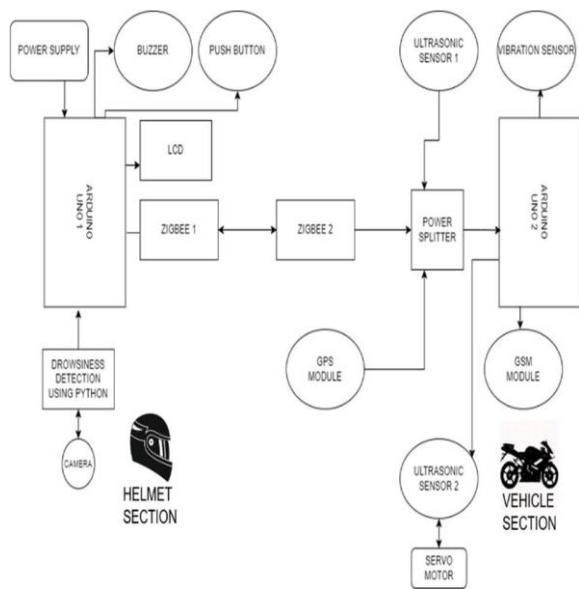 POWER SUPPLY
BUZZER
PUSH BUTTON
ULTRASONIC
SENSOR 1
VIBRATION SENSOR
ARDUINO
UNO 1
LCD
ZIGBEE 1
ZIGBEE 2
POWER
SPLITTER
ARDUINO
UNO 2
DROWSINESS
DETECTION
USING PYTHON
GPS
MODULE
GSM
MODULE
CAMERA
HELMET
SECTION
ULTRASONIC
SENSOR 2
VEHICLE
SECTION
SERVO
MOTOR